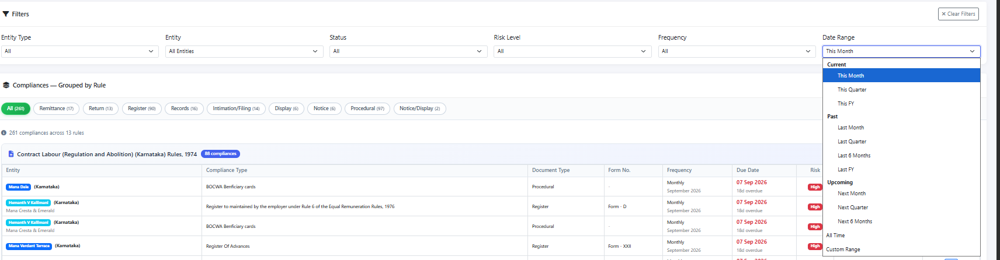 Filters
× Clear Filters
Entity Type Entity Status Risk Level Frequency Date Range
All All Entities All All All This Month
Current
This Month
This Quarter
This FY
Past
Last Month
Last Quarter
Last 6 Months
Last FY
Upcoming
Next Month
Next Quarter
Next 6 Months
All Time
Custom Range
Compliances — Grouped by Rule
All (261) Remittance (17) Return (13) Register (90) Records (16) Intimation/Filing (14) Display (6) Notice (6) Procedural (97) Notice/Display (2)
261 compliances across 13 rules
Contract Labour (Regulation and Abolition) (Karnataka) Rules, 1974 88 compliances
Entity Compliance Type Document Type Form No. Frequency Due Date Risk
Mana Dale (Karnataka) BOCWA Benficiary cards Procedural - Monthly 07 Sep 2026 High
September 2026 18d overdue
Hemanth V Kallimani (Karnataka) Register to maintained by the employer under Rule 6 of the Equal Remuneration Rules, 1976 Register Form - D Monthly 07 Sep 2026 High
Mana Cresta & Emerald September 2026 18d overdue
Hemanth V Kallimani (Karnataka) BOCWA Benficiary cards Procedural - Monthly 07 Sep 2026 High
Mana Cresta & Emerald September 2026 18d overdue
Mana Verdant Terrace (Karnataka) Register Of Advances Register Form - XXII Monthly 07 Sep 2026 High
September 2026 18d overdue